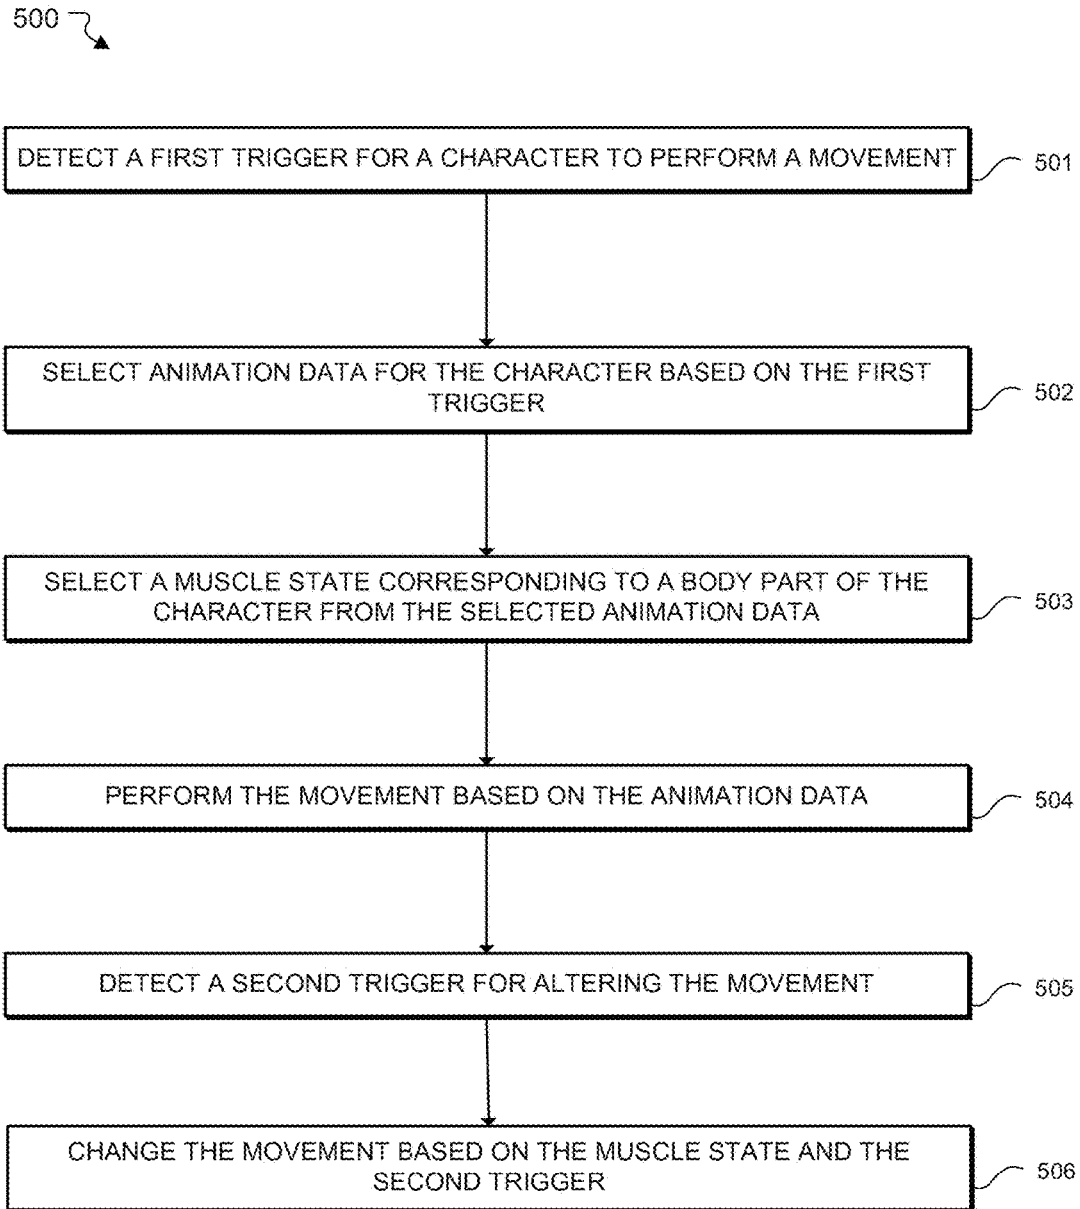 500
DETECT A FIRST TRIGGER FOR A CHARACTER TO PERFORM A MOVEMENT
501
SELECT ANIMATION DATA FOR THE CHARACTER BASED ON THE FIRST
TRIGGER
502
SELECT A MUSCLE STATE CORRESPONDING TO A BODY PART OF THE
CHARACTER FROM THE SELECTED ANIMATION DATA
503
PERFORM THE MOVEMENT BASED ON THE ANIMATION DATA
504
DETECT A SECOND TRIGGER FOR ALTERING THE MOVEMENT
505
CHANGE THE MOVEMENT BASED ON THE MUSCLE STATE AND THE
SECOND TRIGGER
506